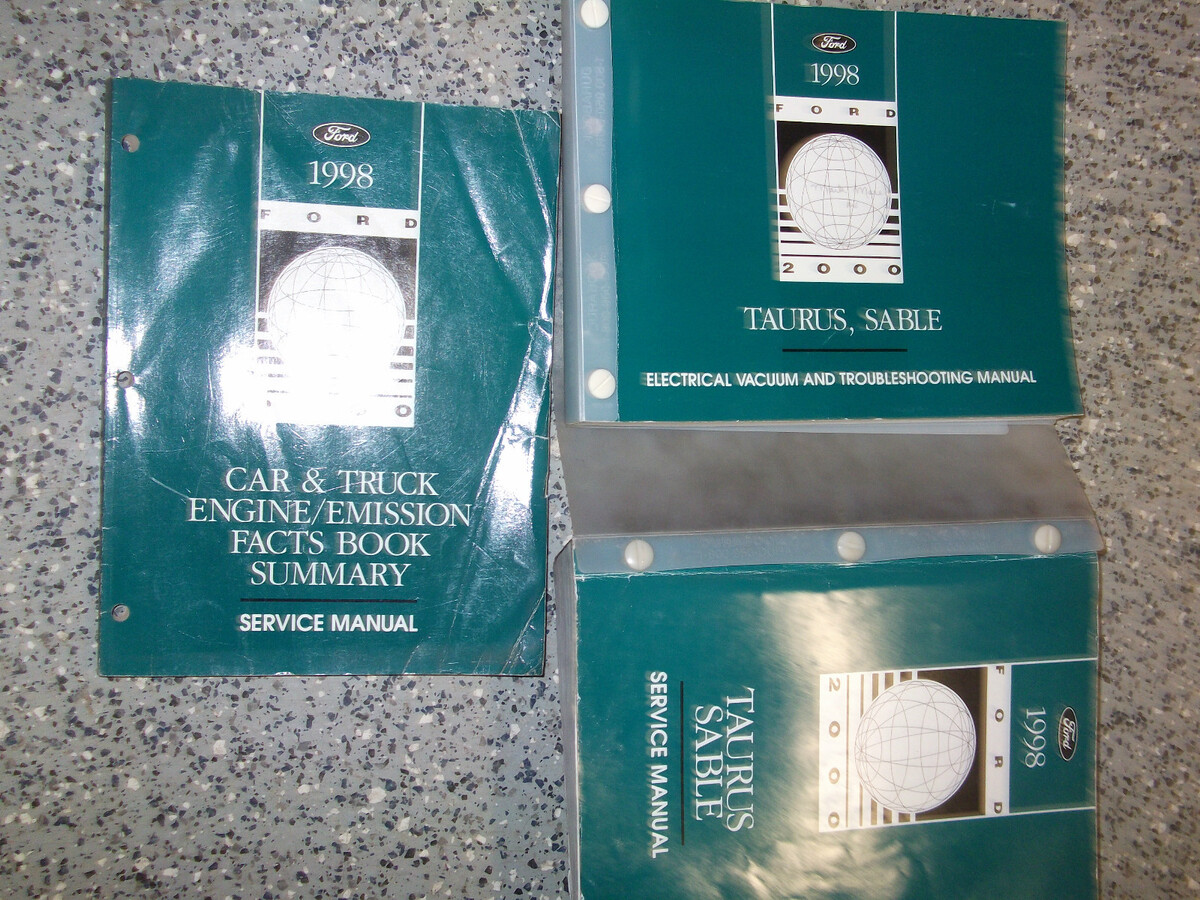 Ford
1998
FORD
0
CAR & TRUCK
ENGINE/EMISSION
FACTS BOOK
SUMMARY
SERVICE MANUAL
Ford
1998
FORD
2000
TAURUS, SABLE
ELECTRICAL VACUUM AND TROUBLESHOOTING MANUAL
Ford
1998
FORD
2000
TAURUS
SABLE
SERVICE MANUAL